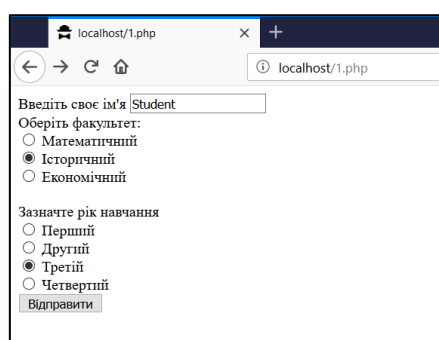 localhost/1.php
localhost/1.php
Введіть своє ім'я Student
Оберіть факультет:
Математичний
Історичний
Економічний
Зазначте рік навчання
Перший
Другий
Третій
Четвертий
Відправити